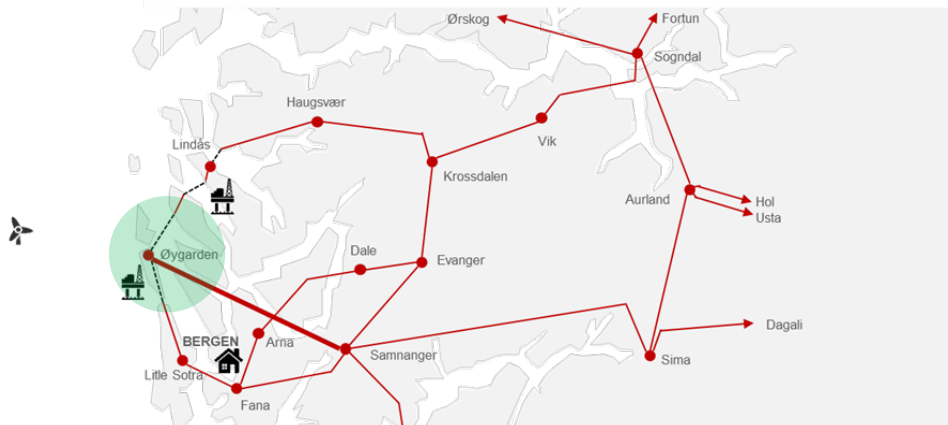 Ørskog
Fortun
Sogndal
Haugsvær
Lindås
Vik
Krossdalen
Aurland
Hol
Usta
Øygarden
Dale
Evanger
Dagali
BERGEN
Arna
Samnanger
Sima
Litle Sotra
Fana